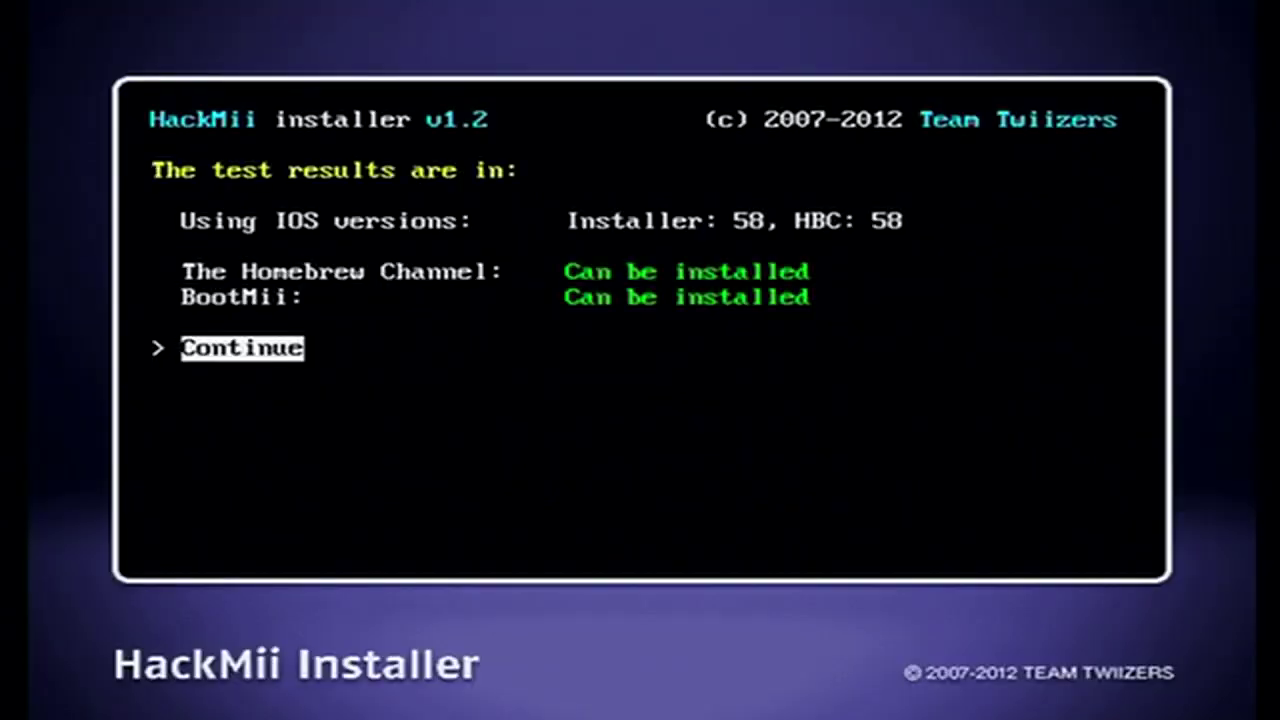 HackMii installer v1.2 (c) 2007-2012 Team Twiizers
The test results are in:
Using IOS versions: Installer: 58, HBC: 58
The Homebrew Channel: Can be installed
BootMii: Can be installed
> Continue
HackMii Installer
© 2007-2012 TEAM TWIIZERS